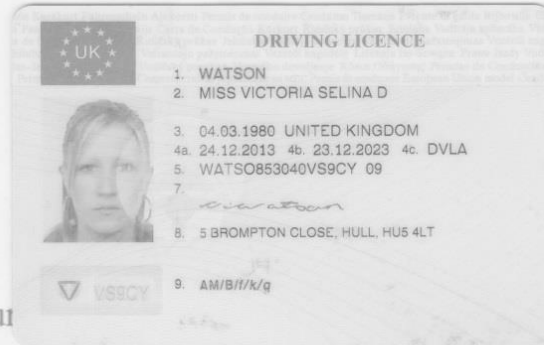 UK
DRIVING LICENCE
1. WATSON
2. MISS VICTORIA SELINA D
3. 04.03.1980 UNITED KINGDOM
4a. 24.12.2013 4b. 23.12.2023 4c. DVLA
5. WATSO853040VS9CY 09
7.
8. 5 BROMPTON CLOSE, HULL, HU5 4LT
VS9CY
9. AM/B/f/k/q